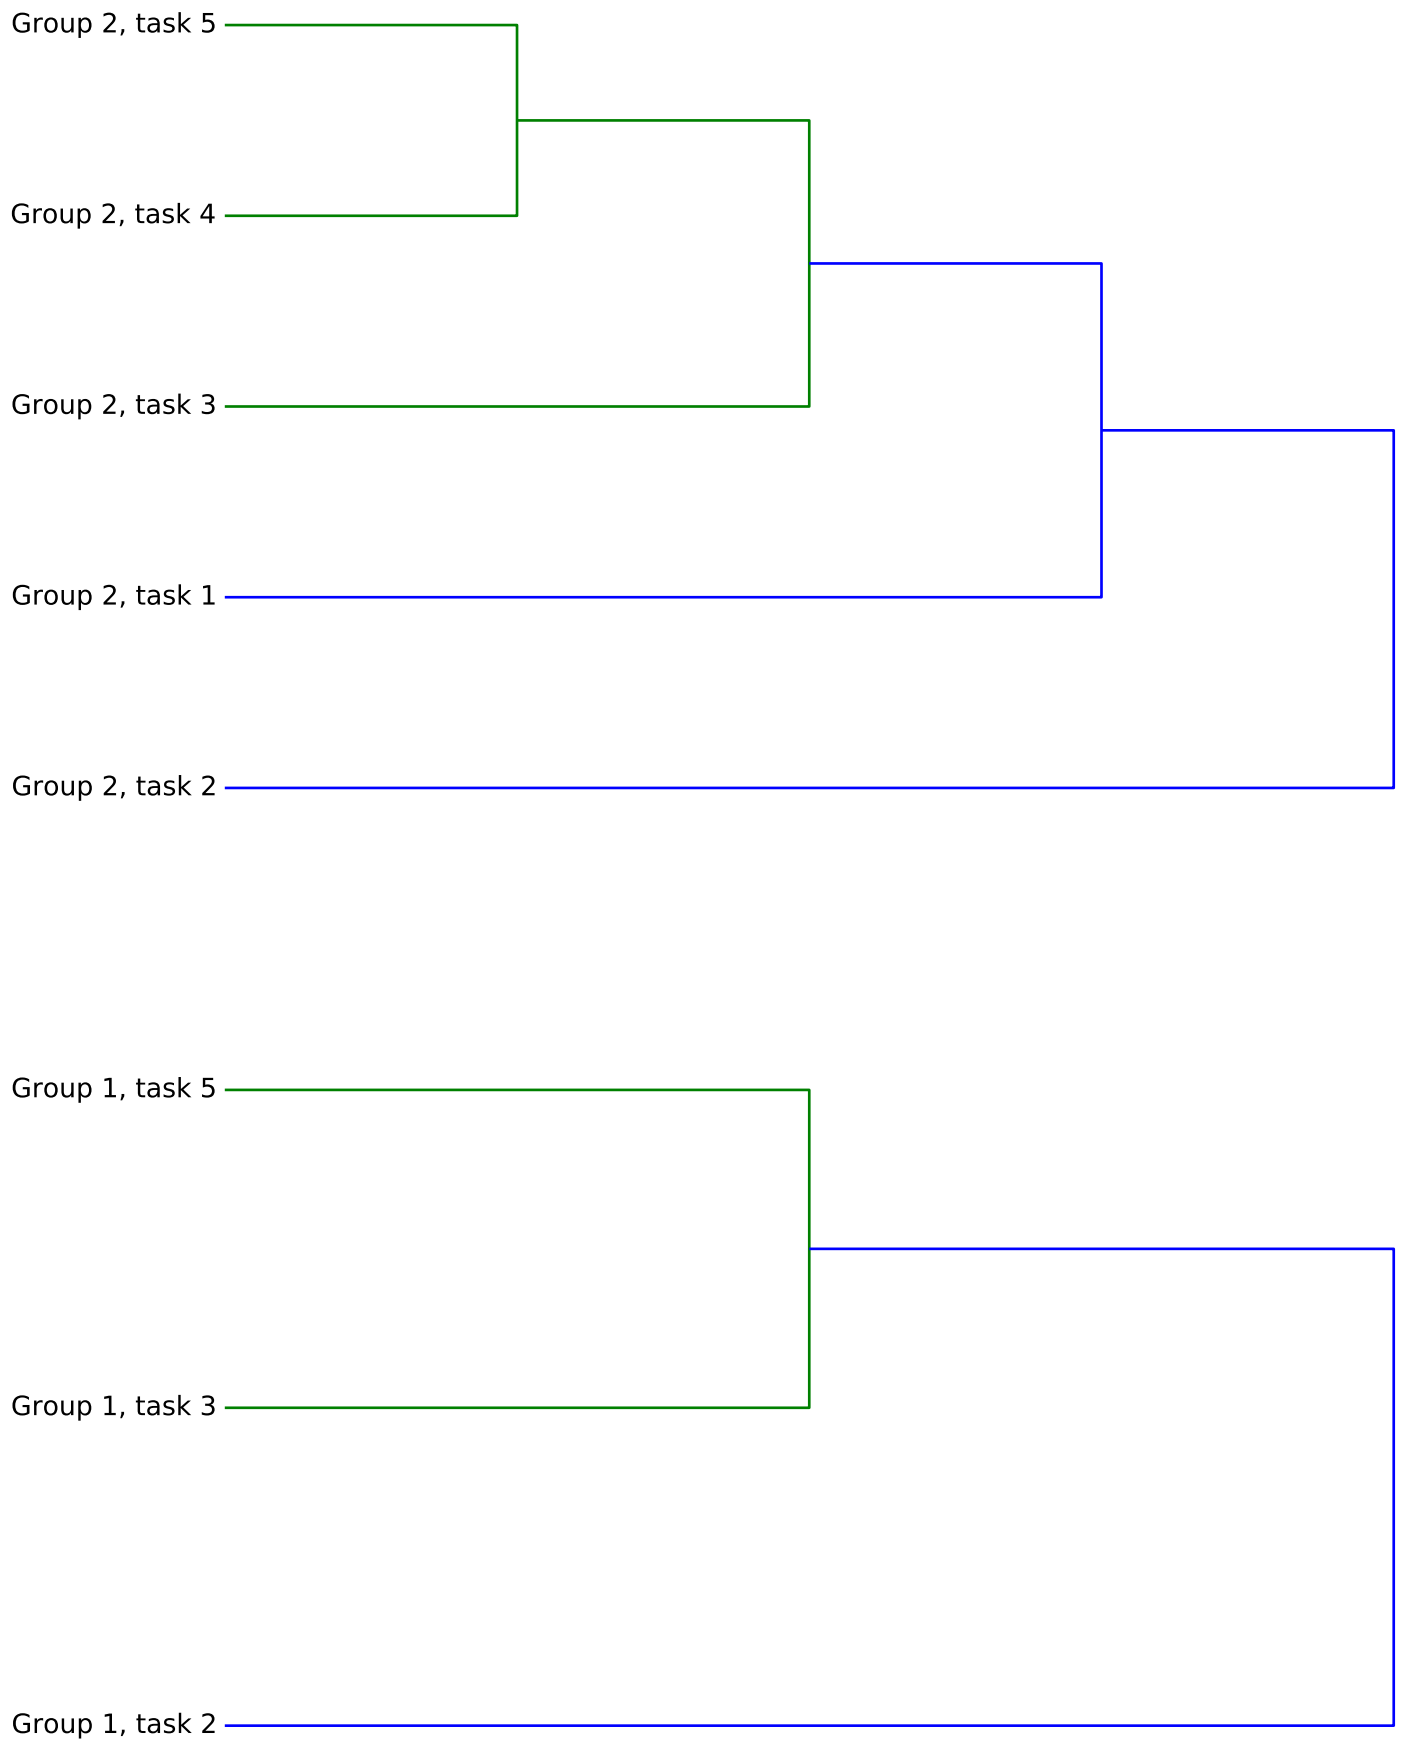 Group 2, task 5
Group 2, task 4
Group 2, task 3
Group 2, task 1
Group 2, task 2
Group 1, task 5
Group 1, task 3
Group 1, task 2